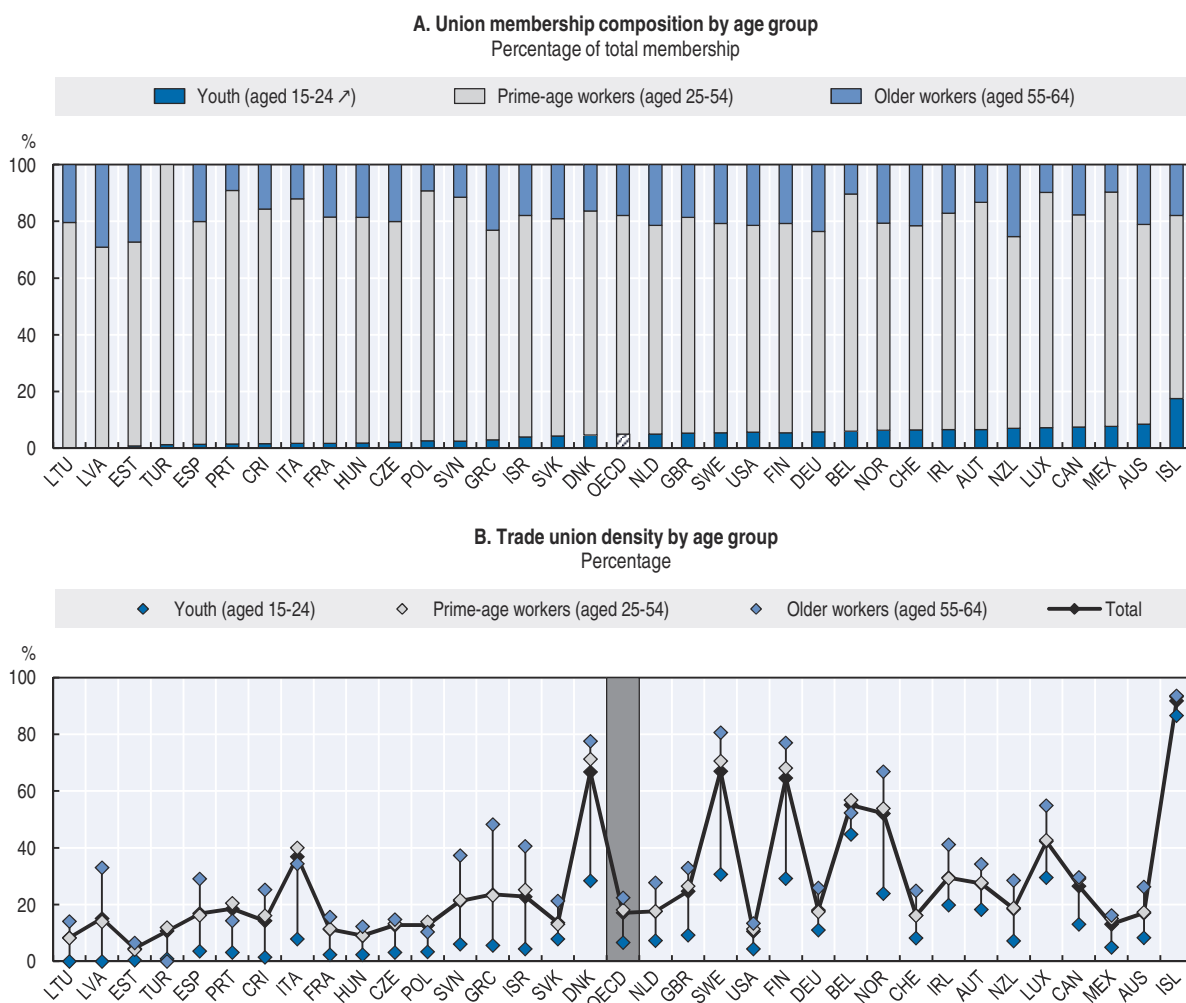 A. Union membership composition by age group
Percentage of total membership
Youth (aged 15-24 ↗) Prime-age workers (aged 25-54) Older workers (aged 55-64)
%
100
80
60
40
20
0
LTU LVA EST TUR ESP PRT CRI ITA FRA HUN CZE POL SVN GRC ISR SVK DNK OECD NLD GBR SWE USA FIN DEU BEL NOR CHE IRL AUT NZL LUX CAN MEX AUS ISL
B. Trade union density by age group
Percentage
Youth (aged 15-24) Prime-age workers (aged 25-54) Older workers (aged 55-64) Total
%
100
80
60
40
20
0
LTU LVA EST TUR ESP PRT CRI ITA FRA HUN CZE POL SVN GRC ISR SVK DNK OECD NLD GBR SWE USA FIN DEU BEL NOR CHE IRL AUT NZL LUX CAN MEX AUS ISL